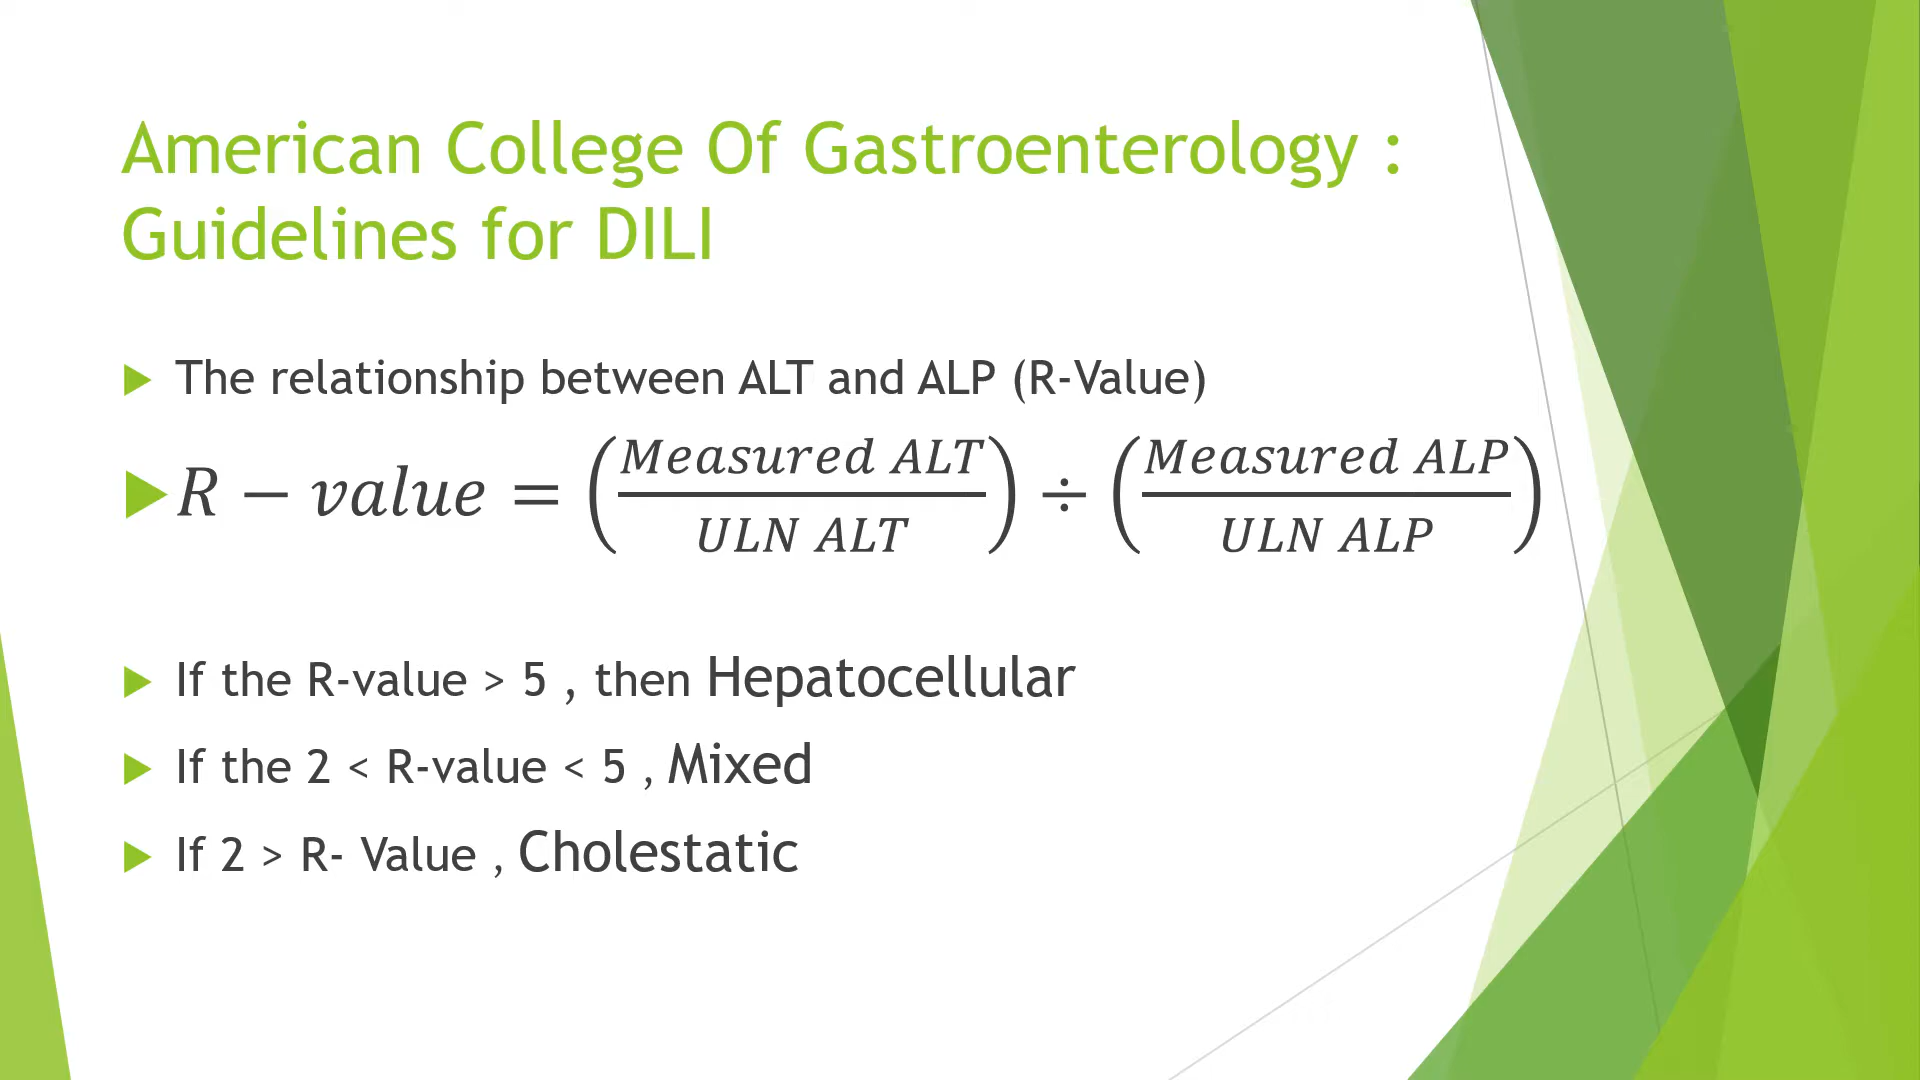 American College Of Gastroenterology :
Guidelines for DILI
The relationship between ALT and ALP (R-Value)
R − value = (Measured ALT / ULN ALT) ÷ (Measured ALP / ULN ALP)
If the R-value > 5 , then Hepatocellular
If the 2 < R-value < 5 , Mixed
If 2 > R- Value , Cholestatic